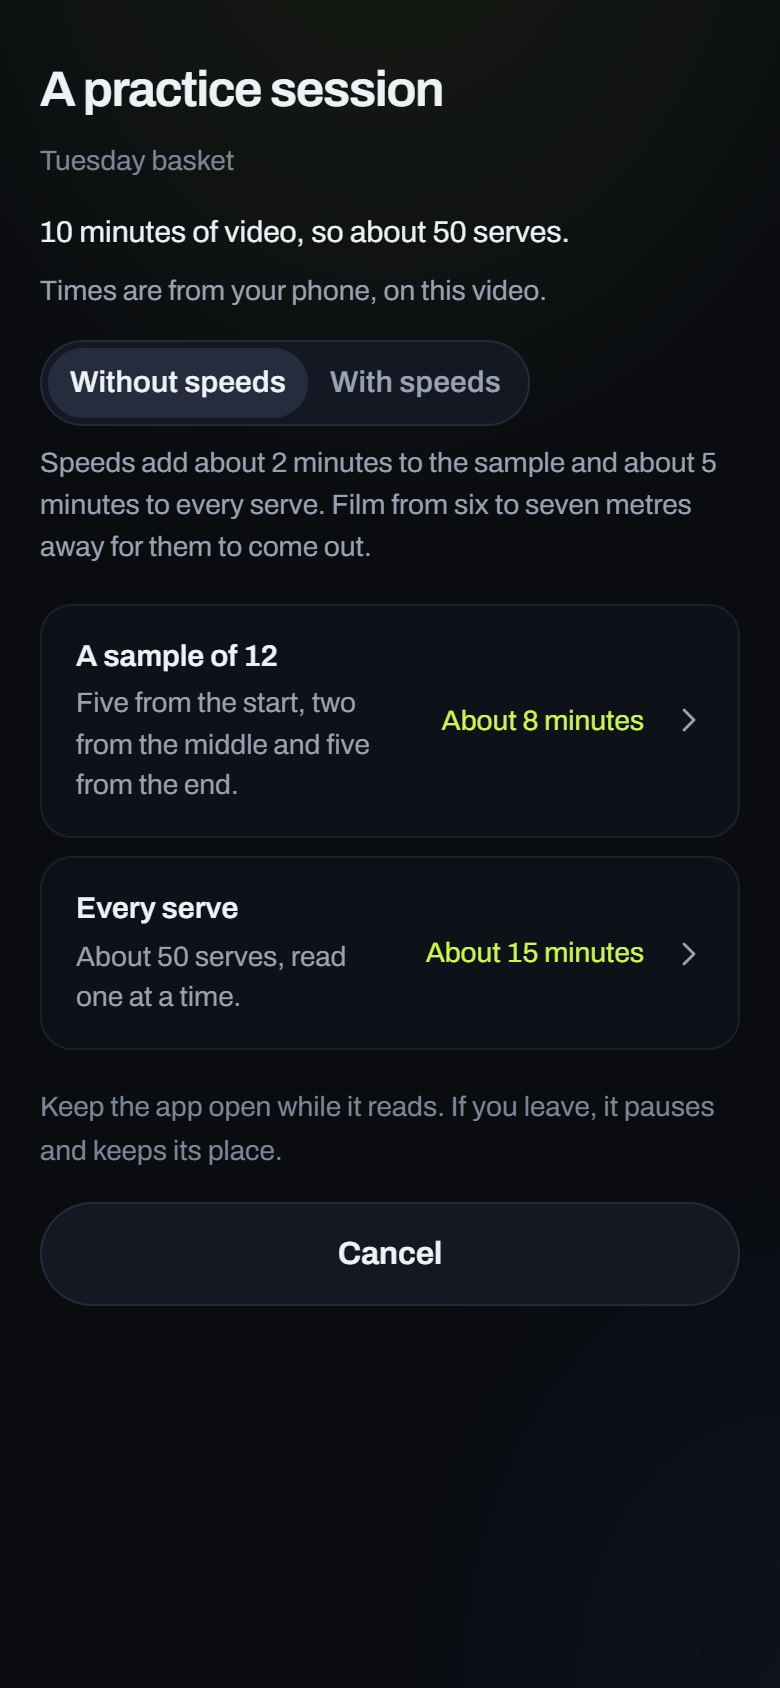 A practice session
Tuesday basket
10 minutes of video, so about 50 serves.
Times are from your phone, on this video.
Without speeds
With speeds
Speeds add about 2 minutes to the sample and about 5
minutes to every serve. Film from six to seven metres
away for them to come out.
A sample of 12
Five from the start, two
from the middle and five
from the end.
About 8 minutes
Every serve
About 50 serves, read
one at a time.
About 15 minutes
Keep the app open while it reads. If you leave, it pauses
and keeps its place.
Cancel